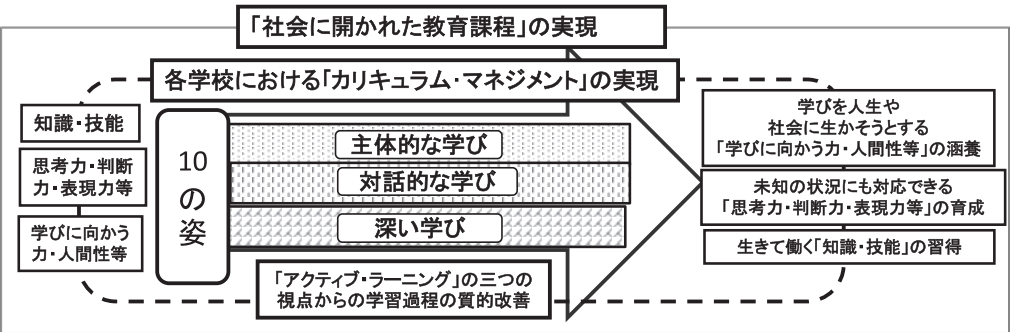 「社会に開かれた教育課程」の実現
各学校における「カリキュラム・マネジメント」の実現
知識・技能
思考力・判断
力・表現力等
学びに向かう
力・人間性等
10
の
姿
主体的な学び
対話的な学び
深い学び
「アクティブ・ラーニング」の三つの
視点からの学習過程の質的改善
学びを人生や
社会に生かそうとする
「学びに向かう力・人間性等」の涵養
未知の状況にも対応できる
「思考力・判断力・表現力等」の育成
生きて働く「知識・技能」の習得